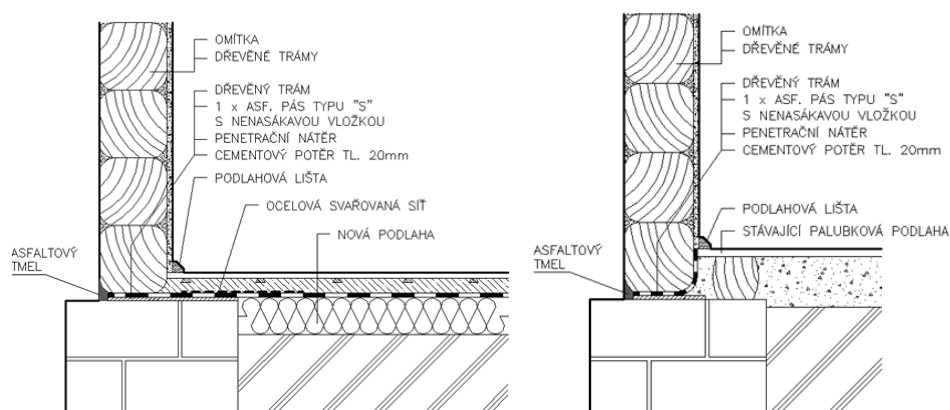 OMÍTKA
DŘEVĚNÉ TRÁMY
DŘEVĚNÝ TRÁM
1 x ASF. PÁS TYPU "S"
S NENASÁKAVOU VLOŽKOU
PENETRAČNÍ NÁTĚR
CEMENTOVÝ POTĚR TL. 20mm
PODLAHOVÁ LIŠTA
OCELOVÁ SVAŘOVANÁ SÍŤ
NOVÁ PODLAHA
ASFALTOVÝ
TMEL
OMÍTKA
DŘEVĚNÉ TRÁMY
DŘEVĚNÝ TRÁM
1 x ASF. PÁS TYPU "S"
S NENASÁKAVOU VLOŽKOU
PENETRAČNÍ NÁTĚR
CEMENTOVÝ POTĚR TL. 20mm
PODLAHOVÁ LIŠTA
STÁVAJÍCÍ PALUBKOVÁ PODLAHA
ASFALTOVÝ
TMEL